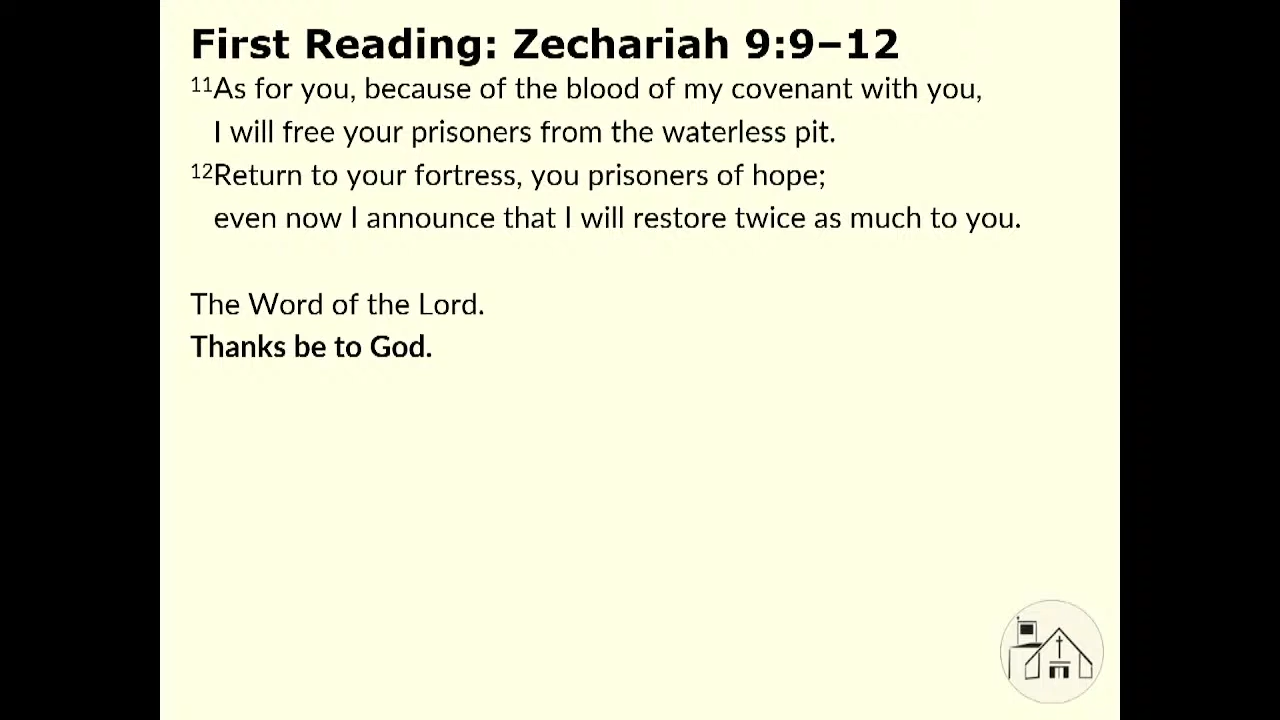 First Reading: Zechariah 9:9–12
¹¹As for you, because of the blood of my covenant with you,
I will free your prisoners from the waterless pit.
¹²Return to your fortress, you prisoners of hope;
even now I announce that I will restore twice as much to you.
The Word of the Lord.
Thanks be to God.